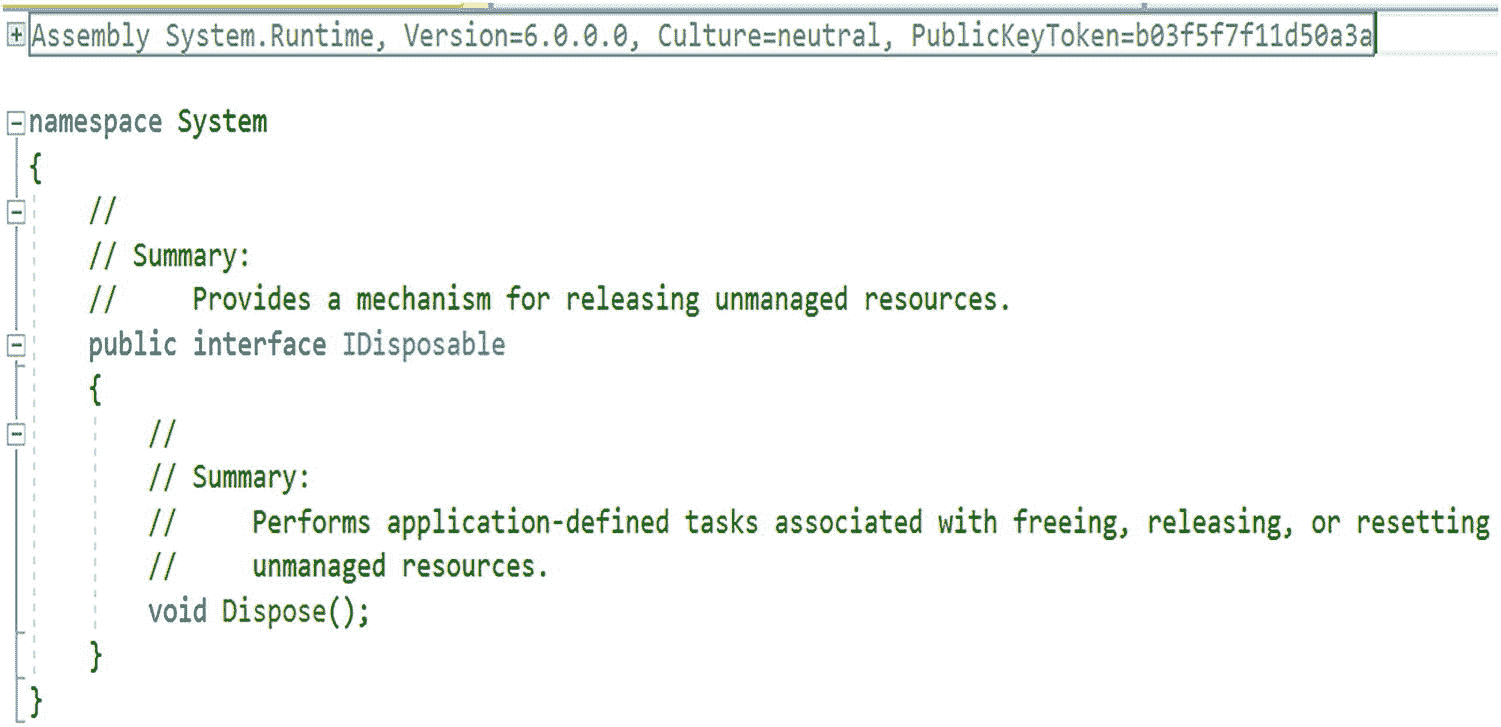 Assembly System.Runtime, Version=6.0.0.0, Culture=neutral, PublicKeyToken=b03f5f7f11d50a3a
namespace System
{
    //
    // Summary:
    //     Provides a mechanism for releasing unmanaged resources.
    public interface IDisposable
    {
        //
        // Summary:
        //     Performs application-defined tasks associated with freeing, releasing, or resetting
        //     unmanaged resources.
        void Dispose();
    }
}